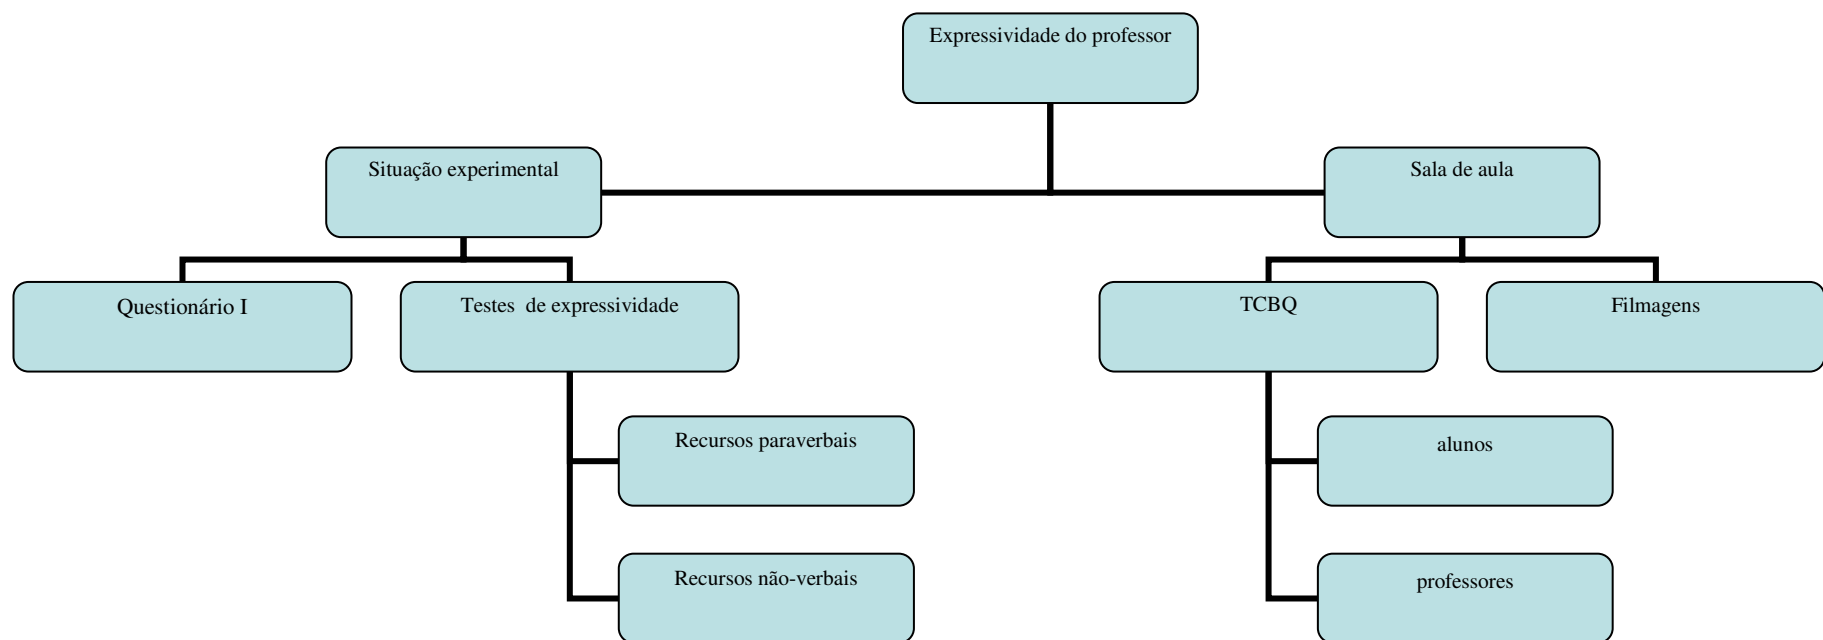 Expressividade do professor
Situação experimental
Sala de aula
Questionário I
Testes  de expressividade
TCBQ
Filmagens
Recursos paraverbais
alunos
Recursos não-verbais
professores